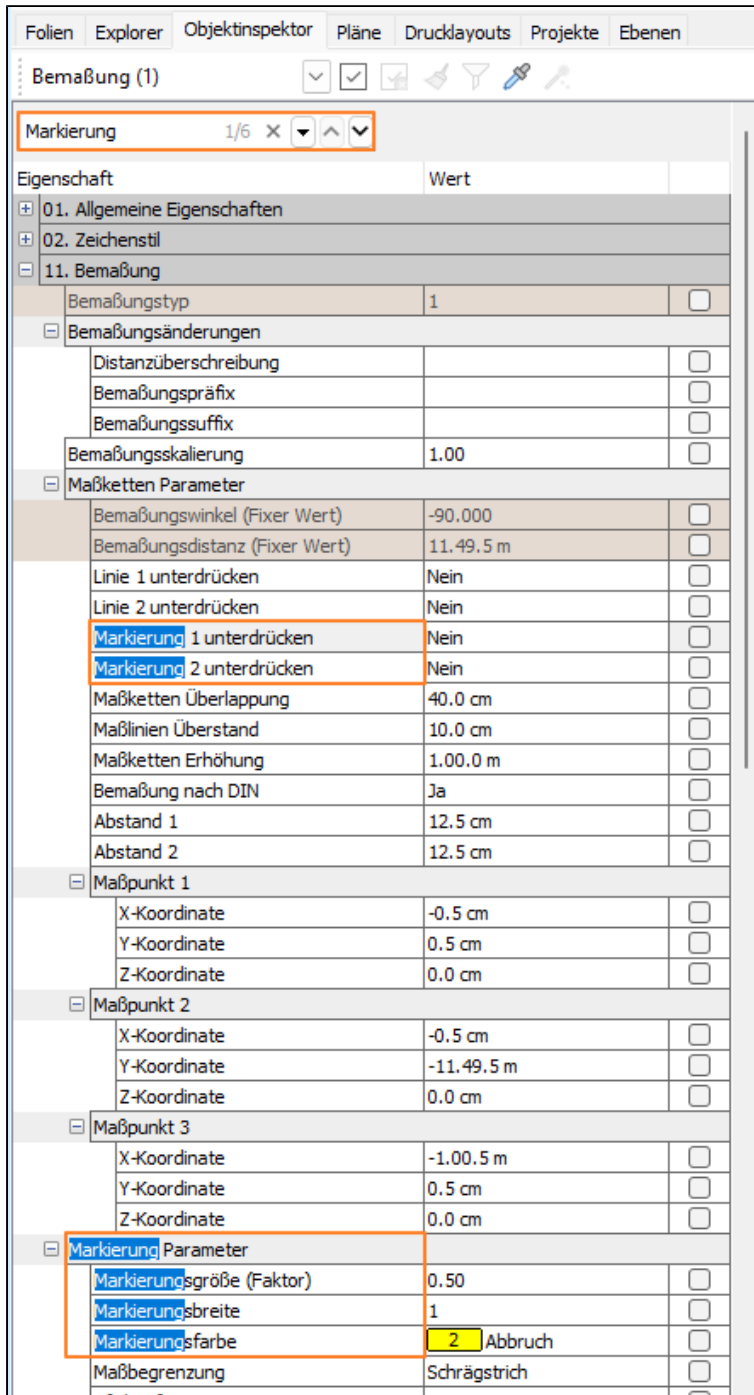 Folien Explorer Objektinspektor Pläne Drucklayouts Projekte Ebenen
Bemaßung (1)
Markierung 1/6
Eigenschaft Wert
01. Allgemeine Eigenschaften
02. Zeichenstil
11. Bemaßung
Bemaßungstyp 1
Bemaßungsänderungen
Distanzüberschreibung
Bemaßungspräfix
Bemaßungssuffix
Bemaßungsskalierung 1.00
Maßketten Parameter
Bemaßungswinkel (Fixer Wert) -90.000
Bemaßungsdistanz (Fixer Wert) 11.49.5 m
Linie 1 unterdrücken Nein
Linie 2 unterdrücken Nein
Markierung 1 unterdrücken Nein
Markierung 2 unterdrücken Nein
Maßketten Überlappung 40.0 cm
Maßlinien Überstand 10.0 cm
Maßketten Erhöhung 1.00.0 m
Bemaßung nach DIN Ja
Abstand 1 12.5 cm
Abstand 2 12.5 cm
Maßpunkt 1
X-Koordinate -0.5 cm
Y-Koordinate 0.5 cm
Z-Koordinate 0.0 cm
Maßpunkt 2
X-Koordinate -0.5 cm
Y-Koordinate -11.49.5 m
Z-Koordinate 0.0 cm
Maßpunkt 3
X-Koordinate -1.00.5 m
Y-Koordinate 0.5 cm
Z-Koordinate 0.0 cm
Markierung Parameter
Markierungsgröße (Faktor) 0.50
Markierungsbreite 1
Markierungsfarbe 2 Abbruch
Maßbegrenzung Schrägstrich